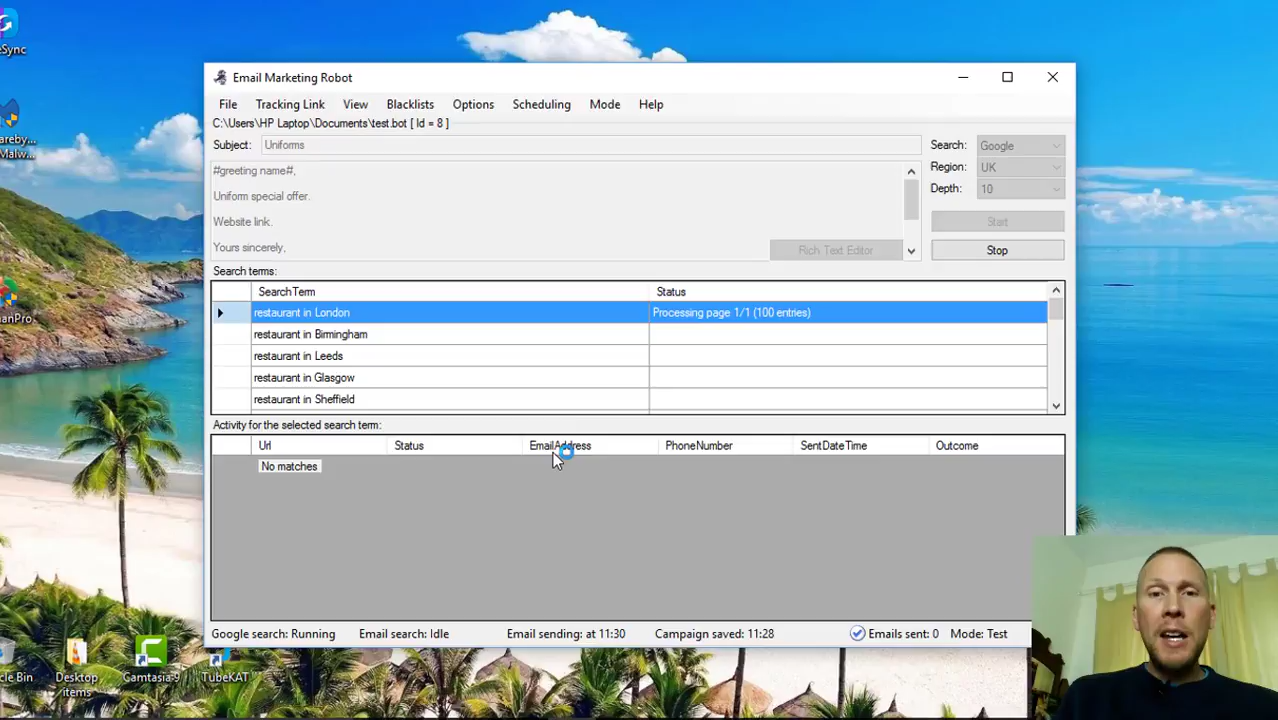 eSync
areby...
Malw...
anPro
Email Marketing Robot
File Tracking Link View Blacklists Options Scheduling Mode Help
C:\Users\HP Laptop\Documents\test.bot [ Id = 8 ]
Subject: Uniforms
Search: Google
#greeting name#,
Region: UK
Uniform special offer.
Depth: 10
Website link.
Start
Yours sincerely,
Rich Text Editor
Stop
Search terms:
SearchTerm Status
restaurant in London Processing page 1/1 (100 entries)
restaurant in Birmingham
restaurant in Leeds
restaurant in Glasgow
restaurant in Sheffield
Activity for the selected search term:
Url Status EmailAddress PhoneNumber SentDateTime Outcome
No matches
Google search: Running Email search: Idle Email sending: at 11:30 Campaign saved: 11:28 Emails sent: 0 Mode: Test
cle Bin
Desktop
items
Camtasia 9
TubeKAT